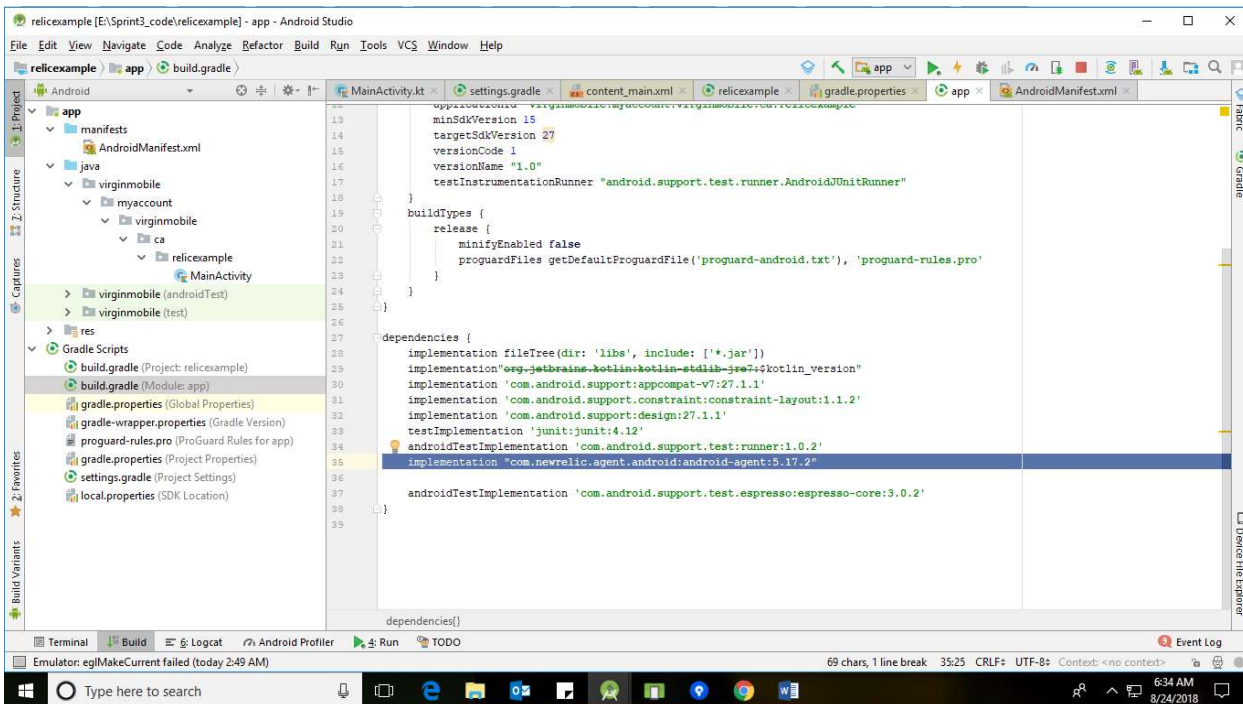 relicexample [E:\Sprint3_code\relicexample] - app - Android Studio
File Edit View Navigate Code Analyze Refactor Build Run Tools VCS Window Help
relicexample app build.gradle
app
Android
MainActivity.kt settings.gradle content_main.xml relicexample gradle.properties app AndroidManifest.xml
1: Project
7: Structure
Captures
2: Favorites
Build Variants
app
manifests
AndroidManifest.xml
java
virginmobile
myaccount
virginmobile
ca
relicexample
MainActivity
virginmobile (androidTest)
virginmobile (test)
res
Gradle Scripts
build.gradle (Project: relicexample)
build.gradle (Module: app)
gradle.properties (Global Properties)
gradle-wrapper.properties (Gradle Version)
proguard-rules.pro (ProGuard Rules for app)
gradle.properties (Project Properties)
settings.gradle (Project Settings)
local.properties (SDK Location)
13 minSdkVersion 15
14 targetSdkVersion 27
15 versionCode 1
16 versionName "1.0"
17 testInstrumentationRunner "android.support.test.runner.AndroidJUnitRunner"
18 }
19 buildTypes {
20 release {
21 minifyEnabled false
22 proguardFiles getDefaultProguardFile('proguard-android.txt'), 'proguard-rules.pro'
23 }
24 }
25 }
26
27 dependencies {
28 implementation fileTree(dir: 'libs', include: ['*.jar'])
29 implementation"org.jetbrains.kotlin:kotlin-stdlib-jre7:$kotlin_version"
30 implementation 'com.android.support:appcompat-v7:27.1.1'
31 implementation 'com.android.support.constraint:constraint-layout:1.1.2'
32 implementation 'com.android.support:design:27.1.1'
33 testImplementation 'junit:junit:4.12'
34 androidTestImplementation 'com.android.support.test:runner:1.0.2'
35 implementation "com.newrelic.agent.android:android-agent:5.17.2"
36
37 androidTestImplementation 'com.android.support.test.espresso:espresso-core:3.0.2'
38 }
39
dependencies{}
Fabric
Gradle
Device File Explorer
Terminal Build 6: Logcat Android Profiler 4: Run TODO 9 Event Log
Emulator: eglMakeCurrent failed (today 2:49 AM) 69 chars, 1 line break 35:25 CRLF UTF-8 Context: <no context>
Type here to search
6:34 AM
8/24/2018